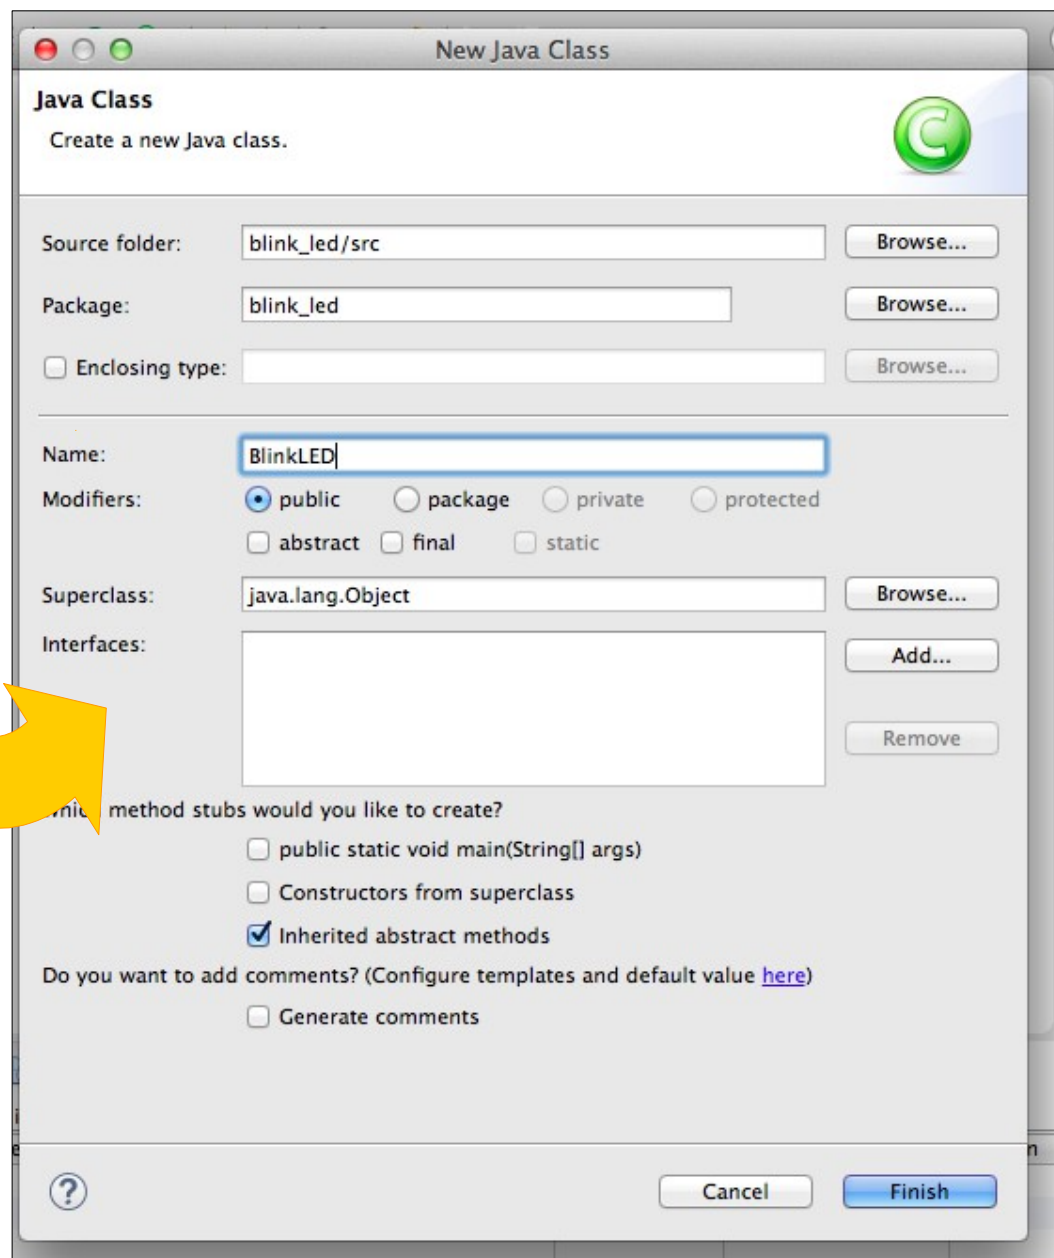 New Java Class
Java Class
Create a new Java class.
Source folder: blink_led/src Browse...
Package: blink_led Browse...
Enclosing type: Browse...
Name: BlinkLED
Modifiers: public package private protected
abstract final static
Superclass: java.lang.Object Browse...
Interfaces: Add...
Remove
method stubs would you like to create?
public static void main(String[] args)
Constructors from superclass
Inherited abstract methods
Do you want to add comments? (Configure templates and default value here)
Generate comments
? Cancel Finish